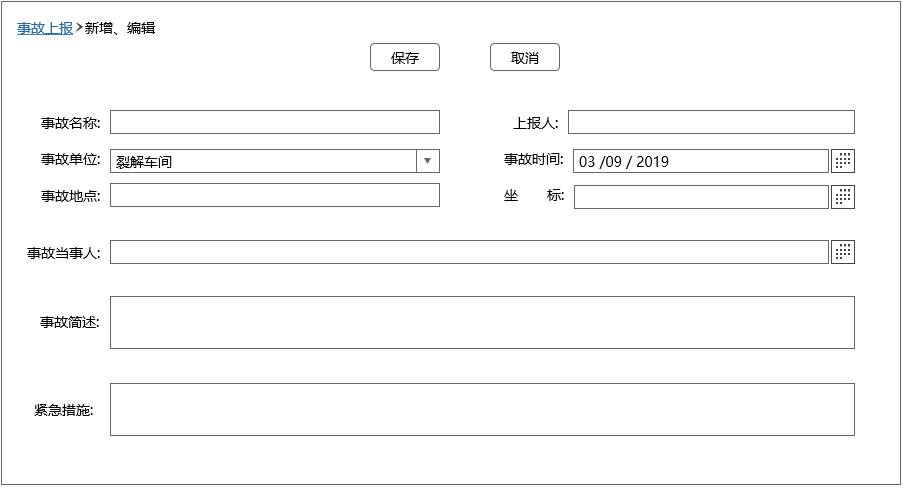 事故上报>新增、编辑
保存 取消
事故名称: 上报人:
事故单位: 裂解车间 事故时间: 03 /09 / 2019
事故地点: 坐 标:
事故当事人:
事故简述:
紧急措施: